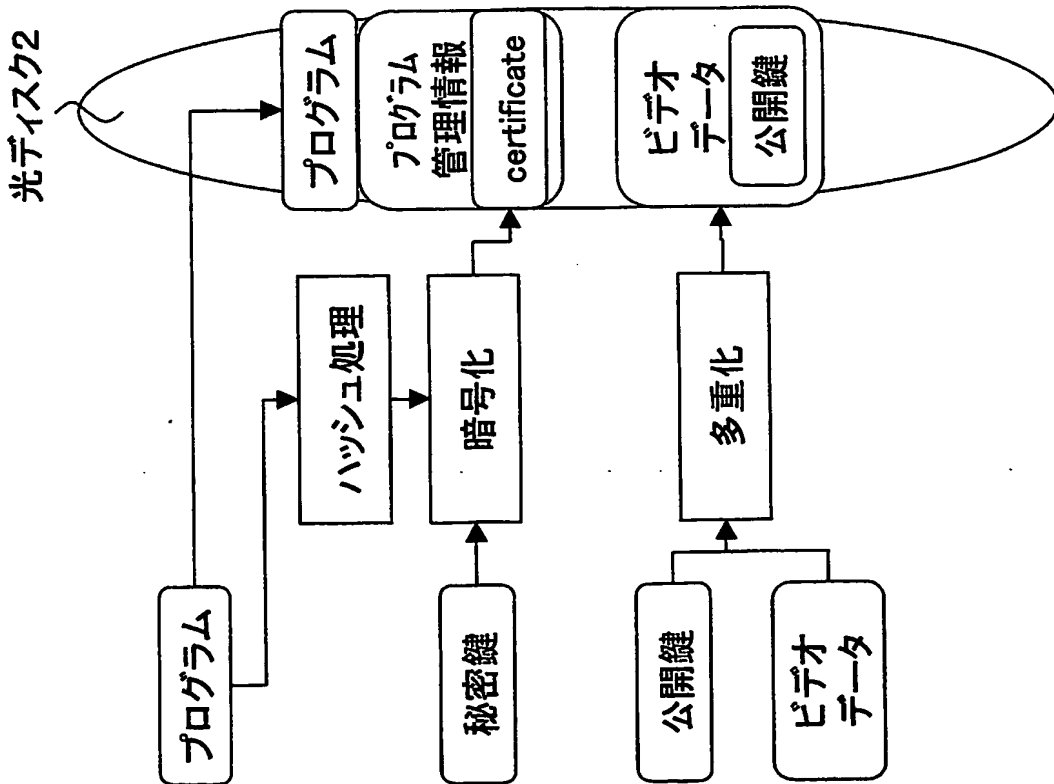 光ディスク2
ビデオ
データ
公開鍵
秘密鍵
プログラム
多重化
暗号化
ハッシュ処理
ビデオ
データ
公開鍵
プログラム
管理情報
certificate
プログラム